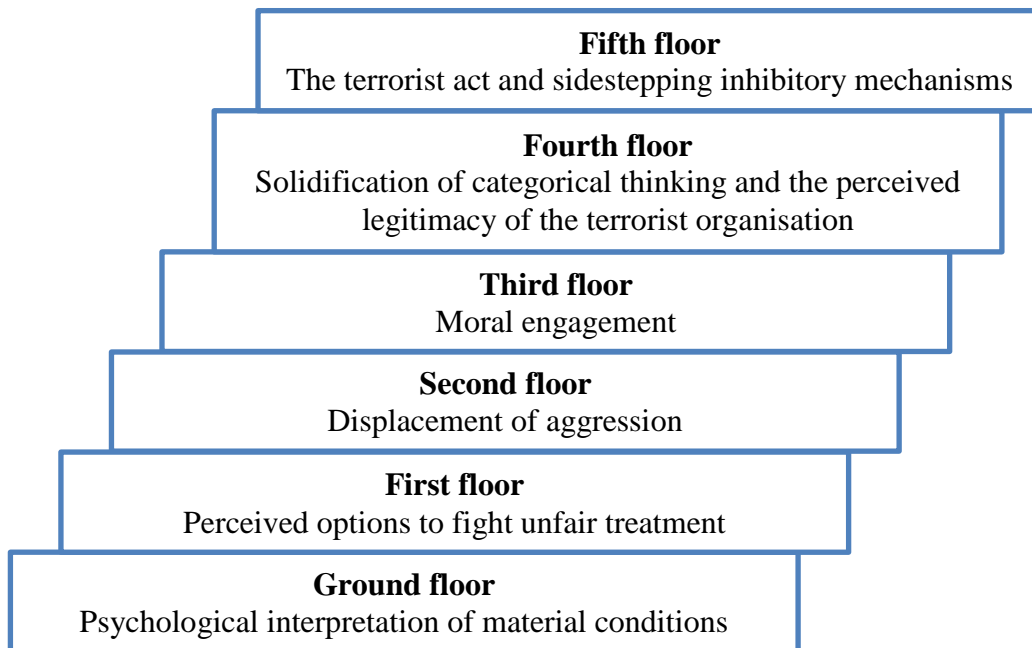 Fifth floor
The terrorist act and sidestepping inhibitory mechanisms
Fourth floor
Solidification of categorical thinking and the perceived
legitimacy of the terrorist organisation
Third floor
Moral engagement
Second floor
Displacement of aggression
First floor
Perceived options to fight unfair treatment
Ground floor
Psychological interpretation of material conditions